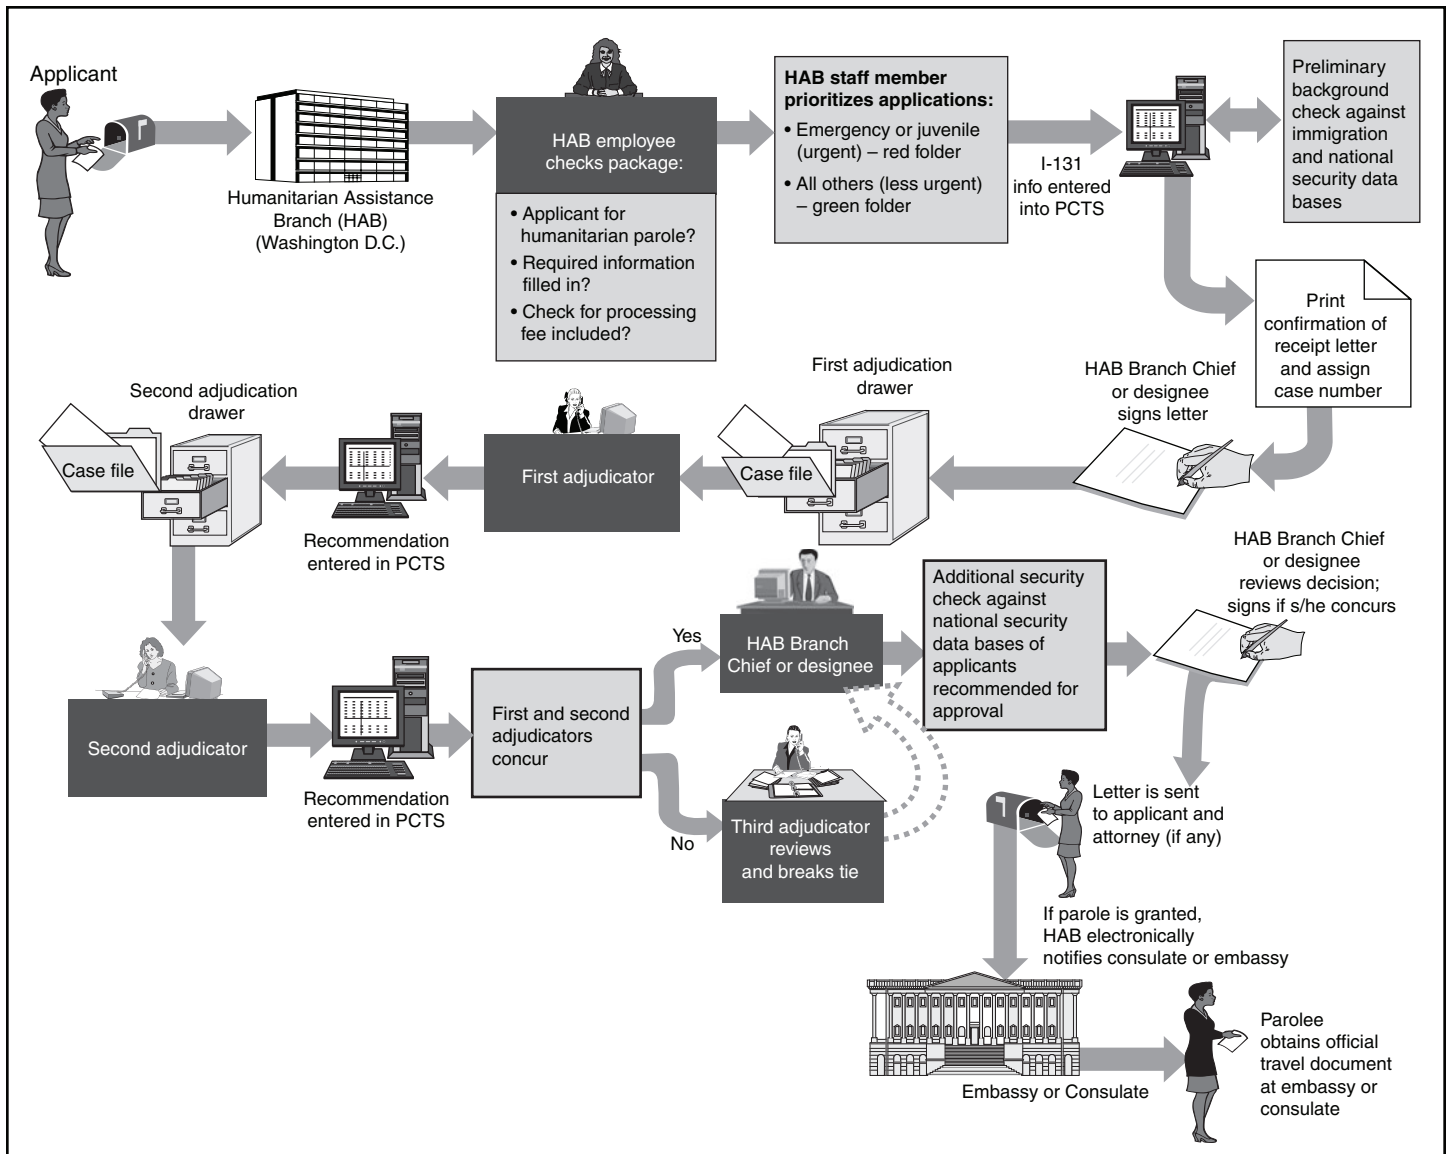 Applicant
Humanitarian Assistance
Branch (HAB)
(Washington D.C.)
HAB employee
checks package:
• Applicant for
humanitarian parole?
• Required information
filled in?
• Check for processing
fee included?
HAB staff member
prioritizes applications:
• Emergency or juvenile
(urgent) – red folder
• All others (less urgent)
– green folder
I-131
info entered
into PCTS
Preliminary
background
check against
immigration
and national
security data
bases
Print
confirmation of
receipt letter
and assign
case number
HAB Branch Chief
or designee
signs letter
First adjudication
drawer
Case file
First adjudicator
Recommendation
entered in PCTS
Second adjudication
drawer
Case file
Second adjudicator
Recommendation
entered in PCTS
First and second
adjudicators
concur
Yes
No
HAB Branch
Chief or designee
Third adjudicator
reviews
and breaks tie
Additional security
check against
national security
data bases of
applicants
recommended for
approval
HAB Branch Chief
or designee
reviews decision;
signs if s/he concurs
Letter is sent
to applicant and
attorney (if any)
If parole is granted,
HAB electronically
notifies consulate or embassy
Embassy or Consulate
Parolee
obtains official
travel document
at embassy or
consulate